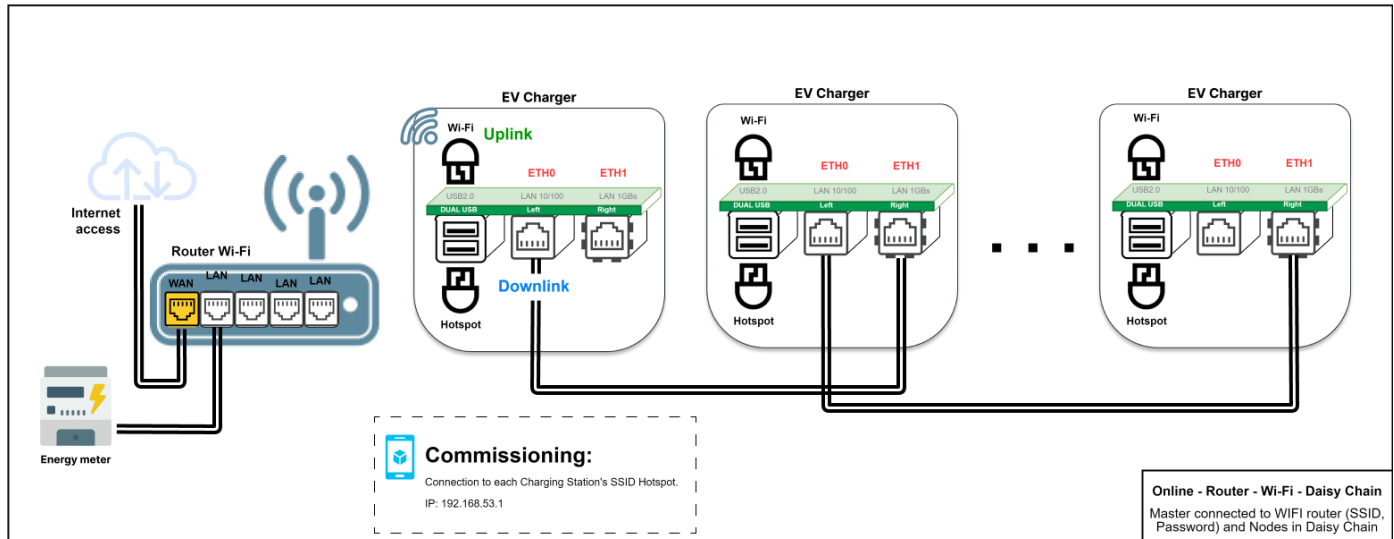 Internet
access
Router Wi-Fi
WAN
LAN
LAN
LAN
LAN
Energy meter
EV Charger
Wi-Fi
Uplink
ETH0
ETH1
USB2.0
LAN 10/100
LAN 1GBs
DUAL USB
Left
Right
Downlink
Hotspot
EV Charger
Wi-Fi
ETH0
ETH1
USB2.0
LAN 10/100
LAN 1GBs
DUAL USB
Left
Right
Hotspot
. . .
EV Charger
Wi-Fi
ETH0
ETH1
USB2.0
LAN 10/100
LAN 1GBs
DUAL USB
Left
Right
Hotspot
Commissioning:
Connection to each Charging Station's SSID Hotspot.
IP: 192.168.53.1
Online - Router - Wi-Fi - Daisy Chain
Master connected to WIFI router (SSID,
Password) and Nodes in Daisy Chain